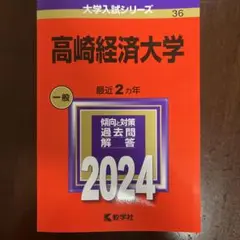 大学入試シリーズ
36
高崎経済大学
最近2カ年
一般
傾向と対策
過去問
解答
2024
教学社